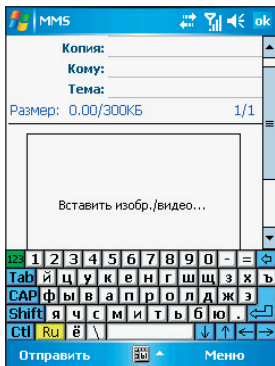 MMS ok
Копия:
Кому:
Тема:
Размер: 0.00/300КБ 1/1
Вставить изобр./видео...
123 1 2 3 4 5 6 7 8 9 0 - =
Tab й ц у к е н г ш щ з х ъ
CAP ф ы в а п р о л д ж э
Shift я ч с м и т ь б ю .
Ctl Ru ё \
Отправить Меню